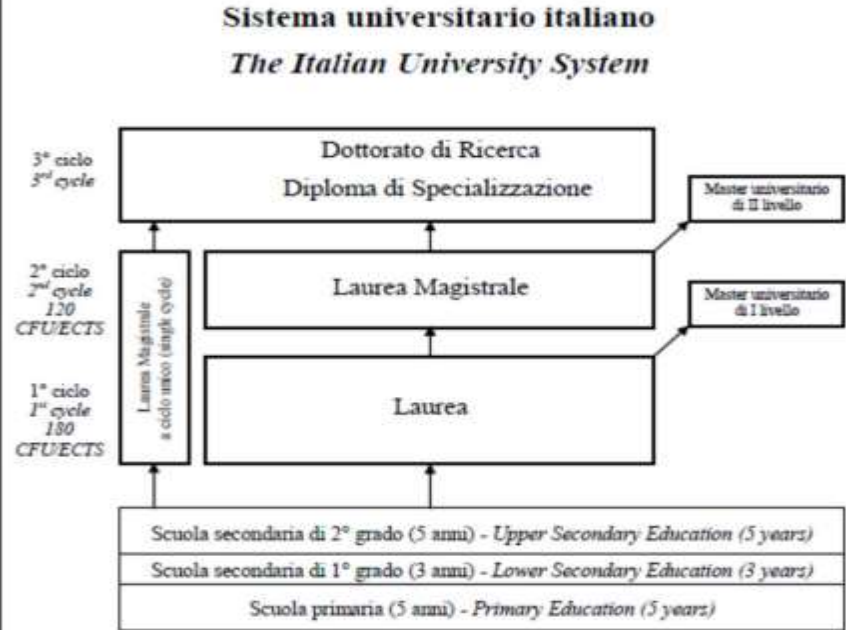 Sistema universitario italiano
The Italian University System
3° ciclo
3rd cycle
Dottorato di Ricerca
Diploma di Specializzazione
Master universitario
di II livello
2° ciclo
2nd cycle
120
CFU/ECTS
Laurea Magistrale
a ciclo unico (single cycle)
Laurea Magistrale
Master universitario
di I livello
1° ciclo
1st cycle
180
CFU/ECTS
Laurea
Scuola secondaria di 2° grado (5 anni) - Upper Secondary Education (5 years)
Scuola secondaria di 1° grado (3 anni) - Lower Secondary Education (3 years)
Scuola primaria (5 anni) - Primary Education (5 years)